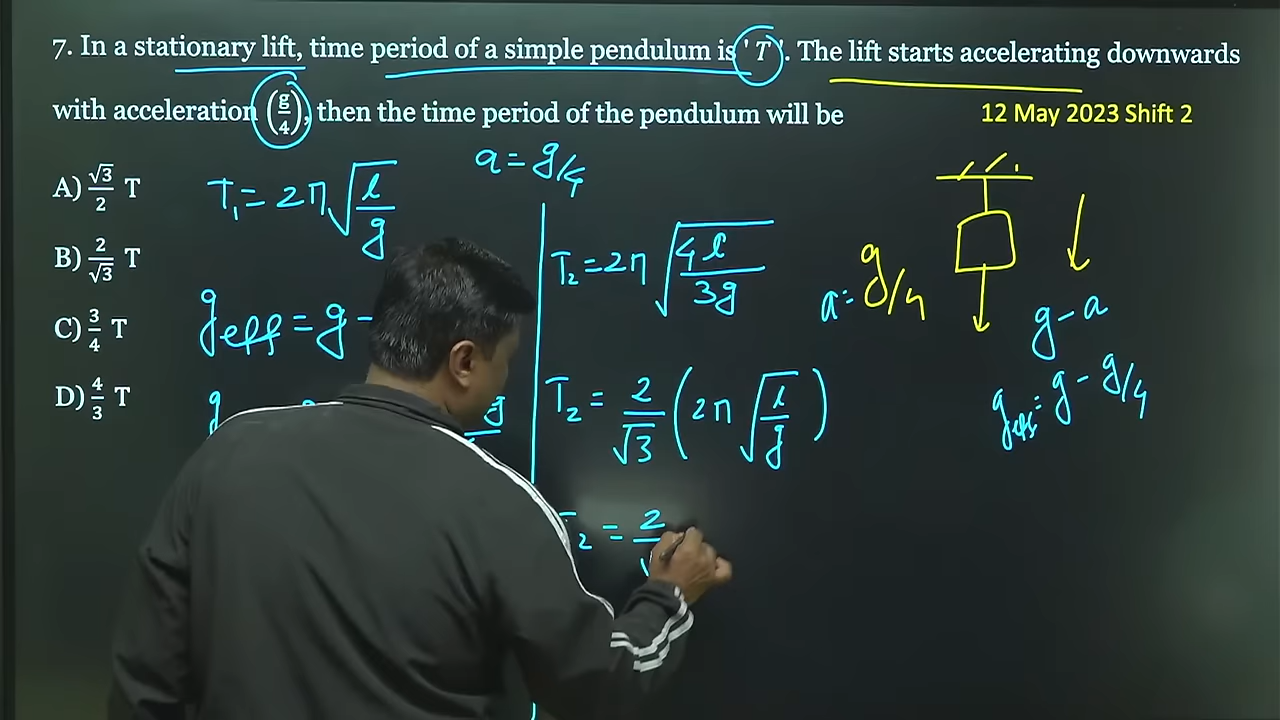 7. In a stationary lift, time period of a simple pendulum is ' T '. The lift starts accelerating downwards
with acceleration (g/4), then the time period of the pendulum will be
12 May 2023 Shift 2
A) √3/2 T
B) 2/√3 T
C) 3/4 T
D) 4/3 T
a = g/4
T₁ = 2π√(l/g)
geff = g -
g
g
T₂ = 2π√(4l/3g)
T₂ = 2/√3 (2π√(l/g))
T₂ = 2/√
a = g/4
g - a
geff = g - g/4